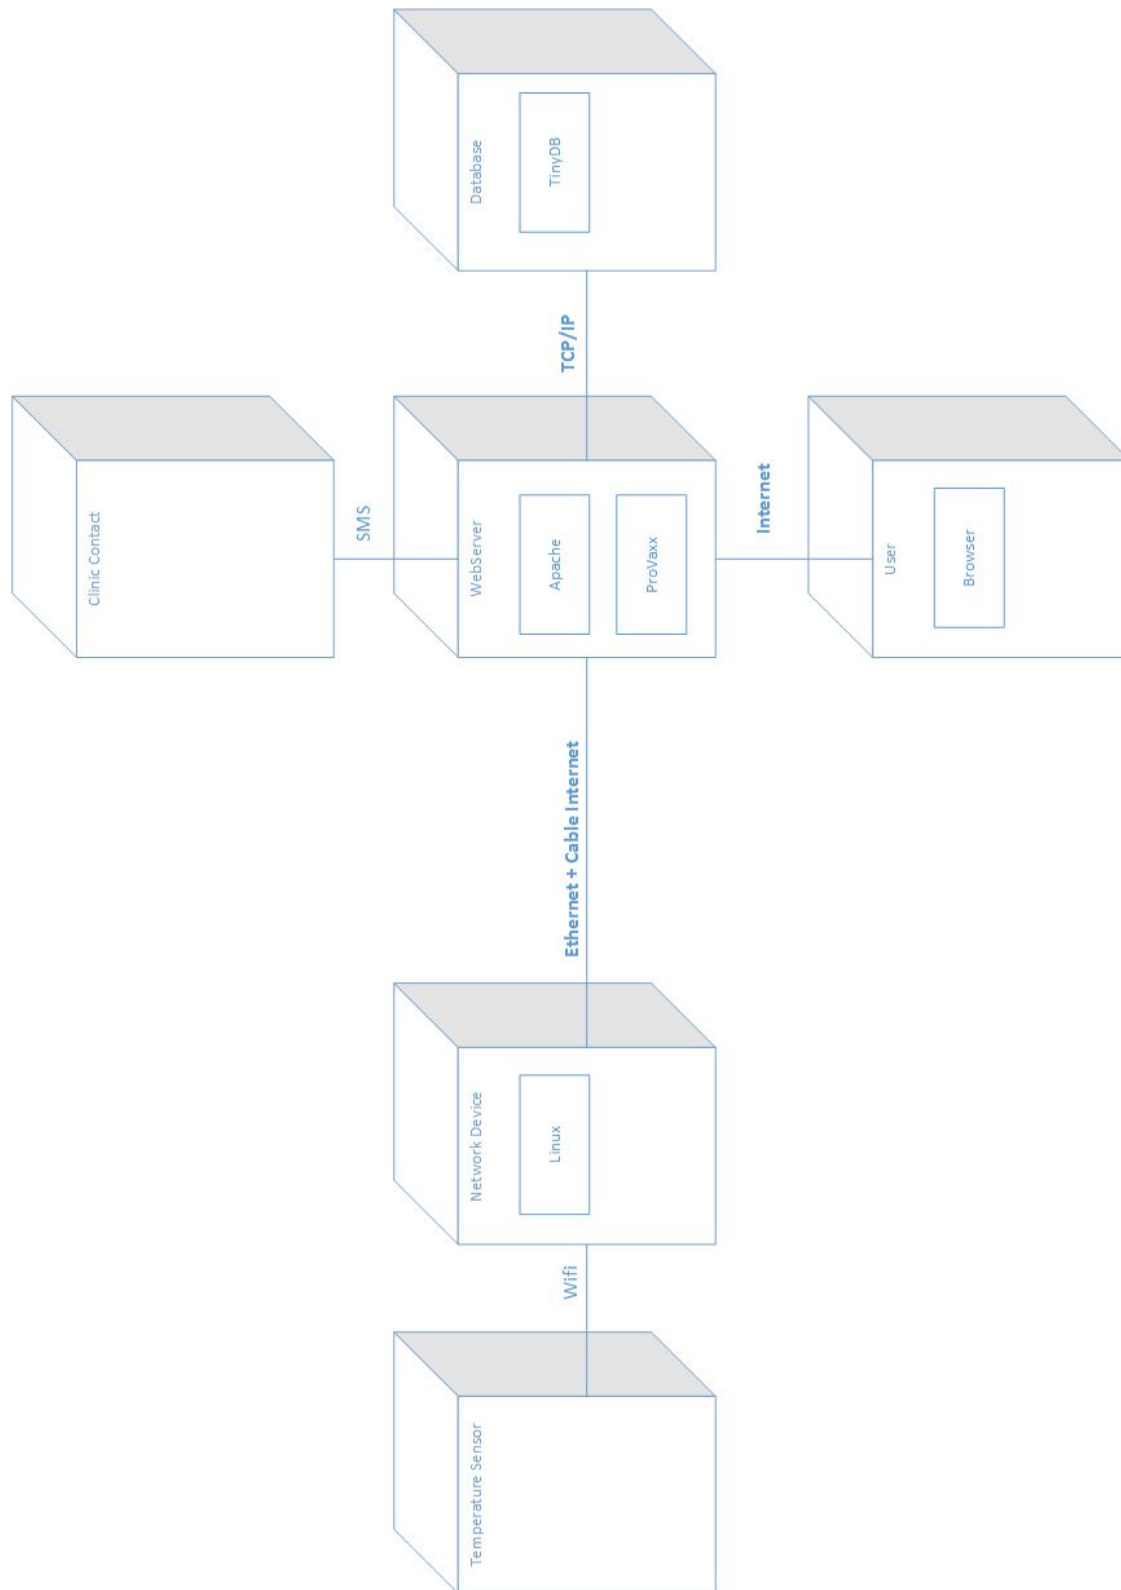 Clinic Contact
SMS
Temperature Sensor
Wifi
Network Device
Linux
Ethernet + Cable Internet
WebServer
Apache
ProVaxx
TCP/IP
Database
TinyDB
Internet
User
Browser